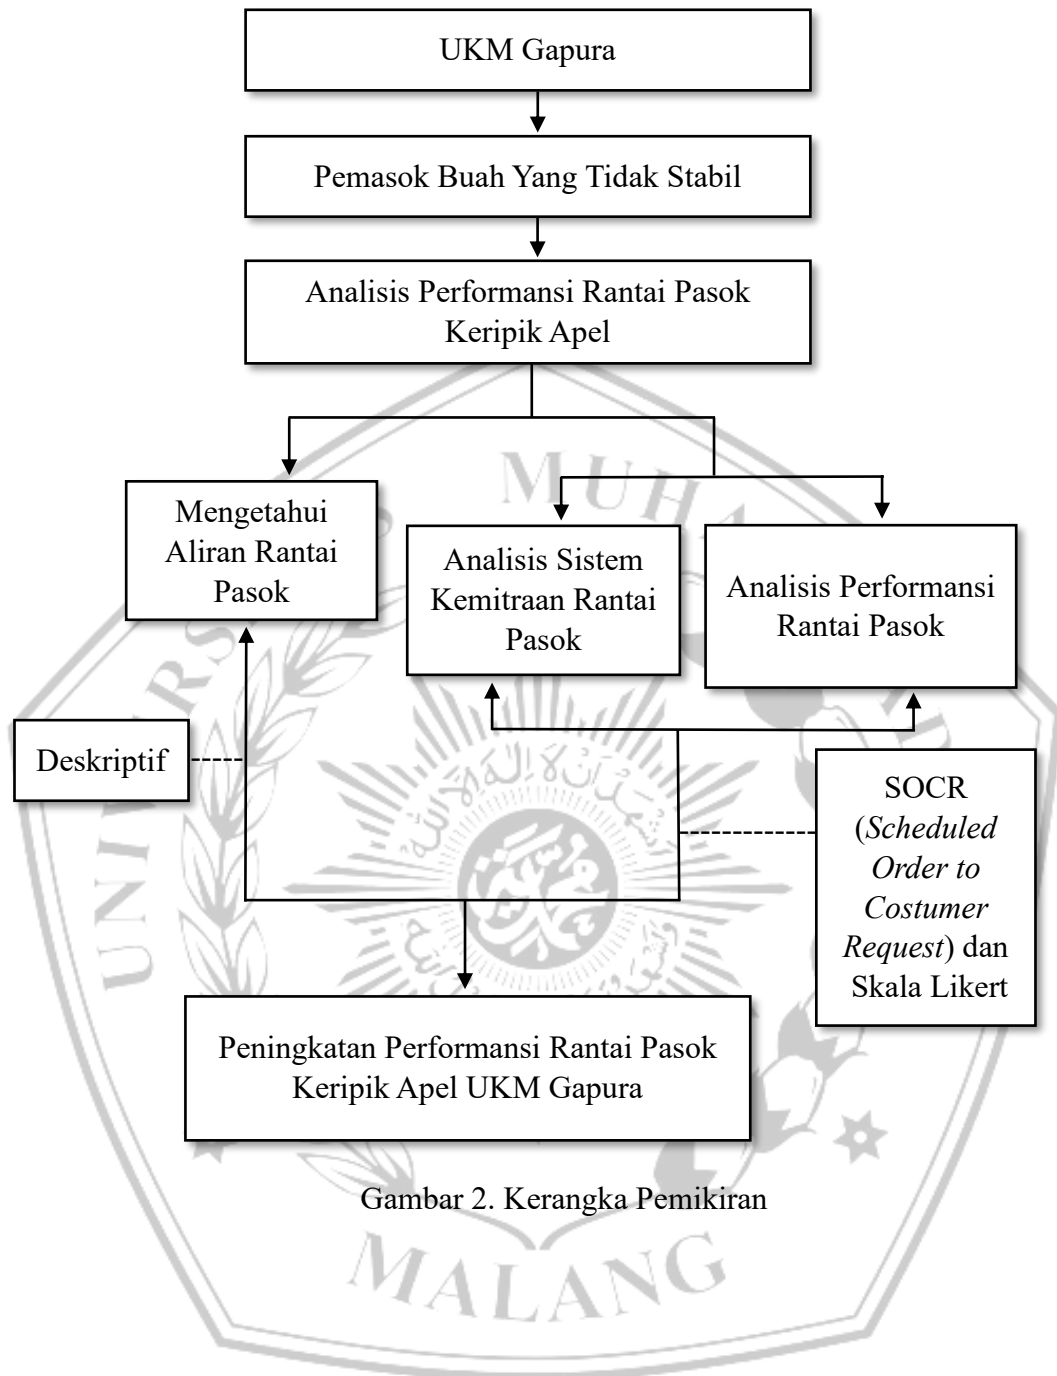 UKM Gapura
Pemasok Buah Yang Tidak Stabil
Analisis Performansi Rantai Pasok
Keripik Apel
Mengetahui
Aliran Rantai
Pasok
Analisis Sistem
Kemitraan Rantai
Pasok
Analisis Performansi
Rantai Pasok
Deskriptif
SOCR
(Scheduled
Order to
Costumer
Request) dan
Skala Likert
Peningkatan Performansi Rantai Pasok
Keripik Apel UKM Gapura
Gambar 2. Kerangka Pemikiran
MALANG